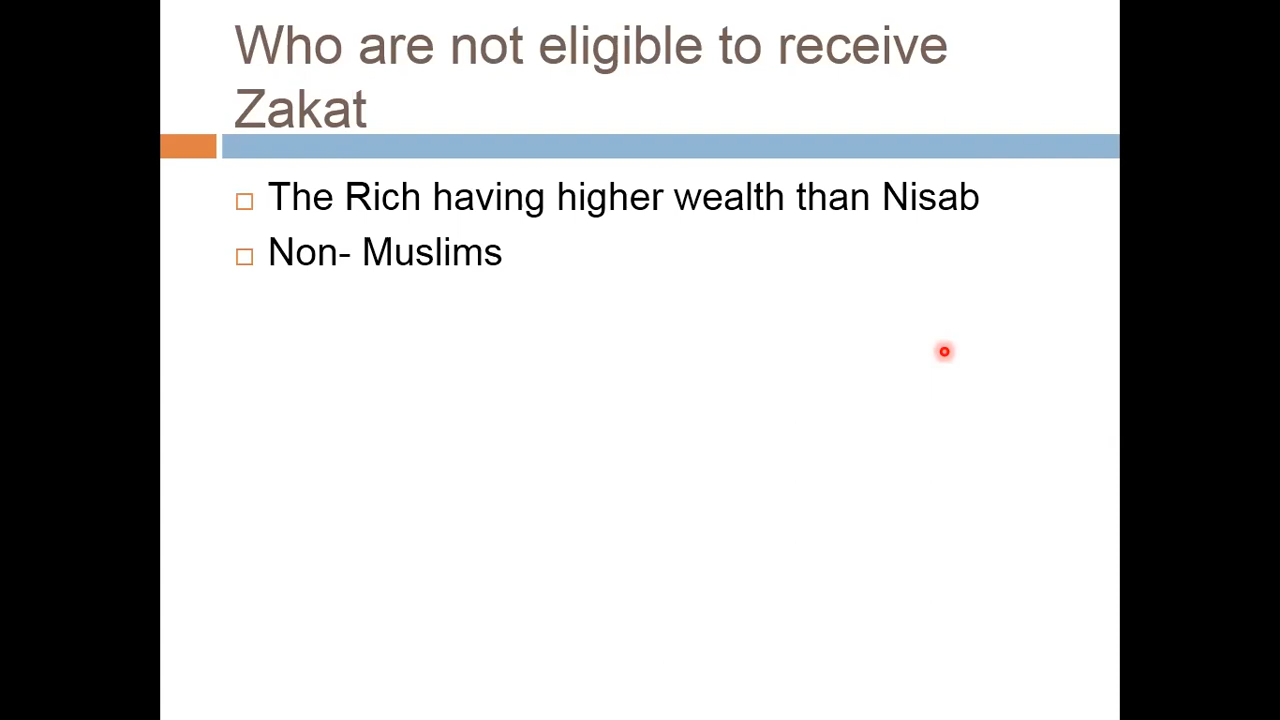 Who are not eligible to receive
Zakat
The Rich having higher wealth than Nisab
Non- Muslims